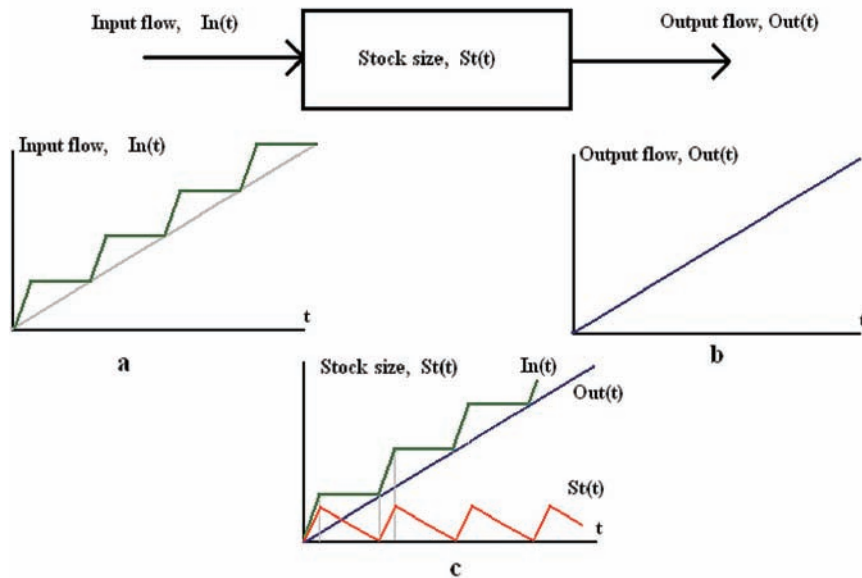 Input flow, In(t)
Output flow, Out(t)
Stock size, St(t)
Input flow, In(t)
t
a
Output flow, Out(t)
t
b
Stock size, St(t)
In(t)
Out(t)
St(t)
t
c